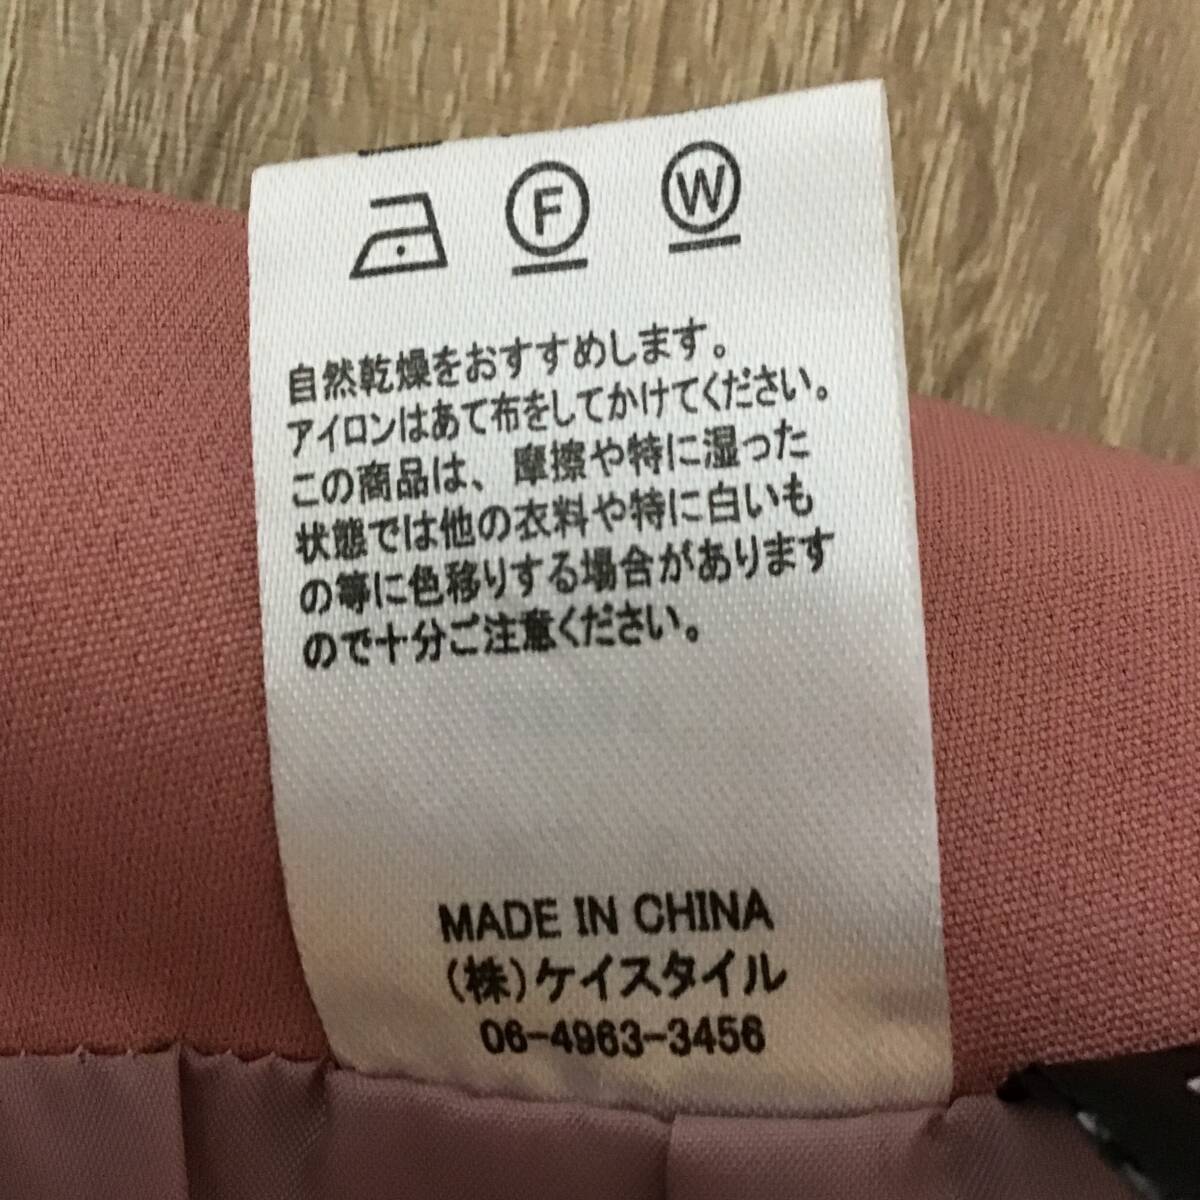 F W
自然乾燥をおすすめします。
アイロンはあて布をしてかけてください。
この商品は、摩擦や特に湿った
状態では他の衣料や特に白いも
の等に色移りする場合があります
ので十分ご注意ください。
MADE IN CHINA
(株)ケイスタイル
06-4963-3456